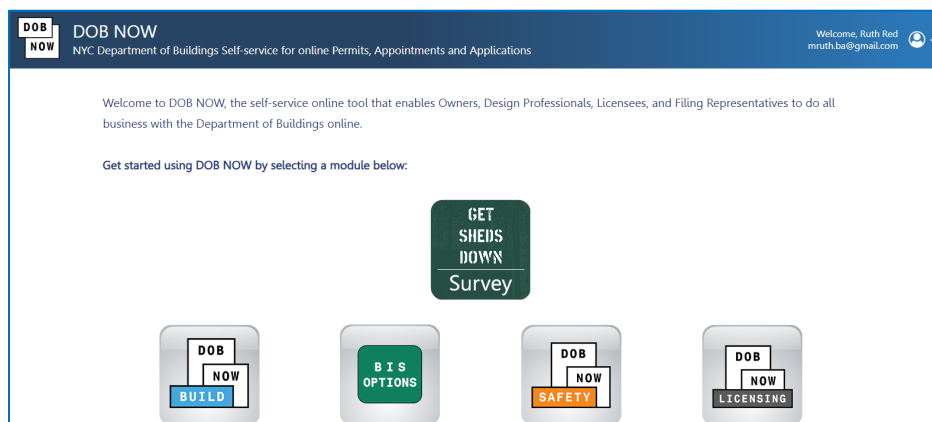 DOB
NOW
DOB NOW
NYC Department of Buildings Self-service for online Permits, Appointments and Applications
Welcome, Ruth Red
mruth.ba@gmail.com
Welcome to DOB NOW, the self-service online tool that enables Owners, Design Professionals, Licensees, and Filing Representatives to do all
business with the Department of Buildings online.
Get started using DOB NOW by selecting a module below:
GET
SHEDS
DOWN
Survey
DOB
NOW
BUILD
BIS
OPTIONS
DOB
NOW
SAFETY
DOB
NOW
LICENSING